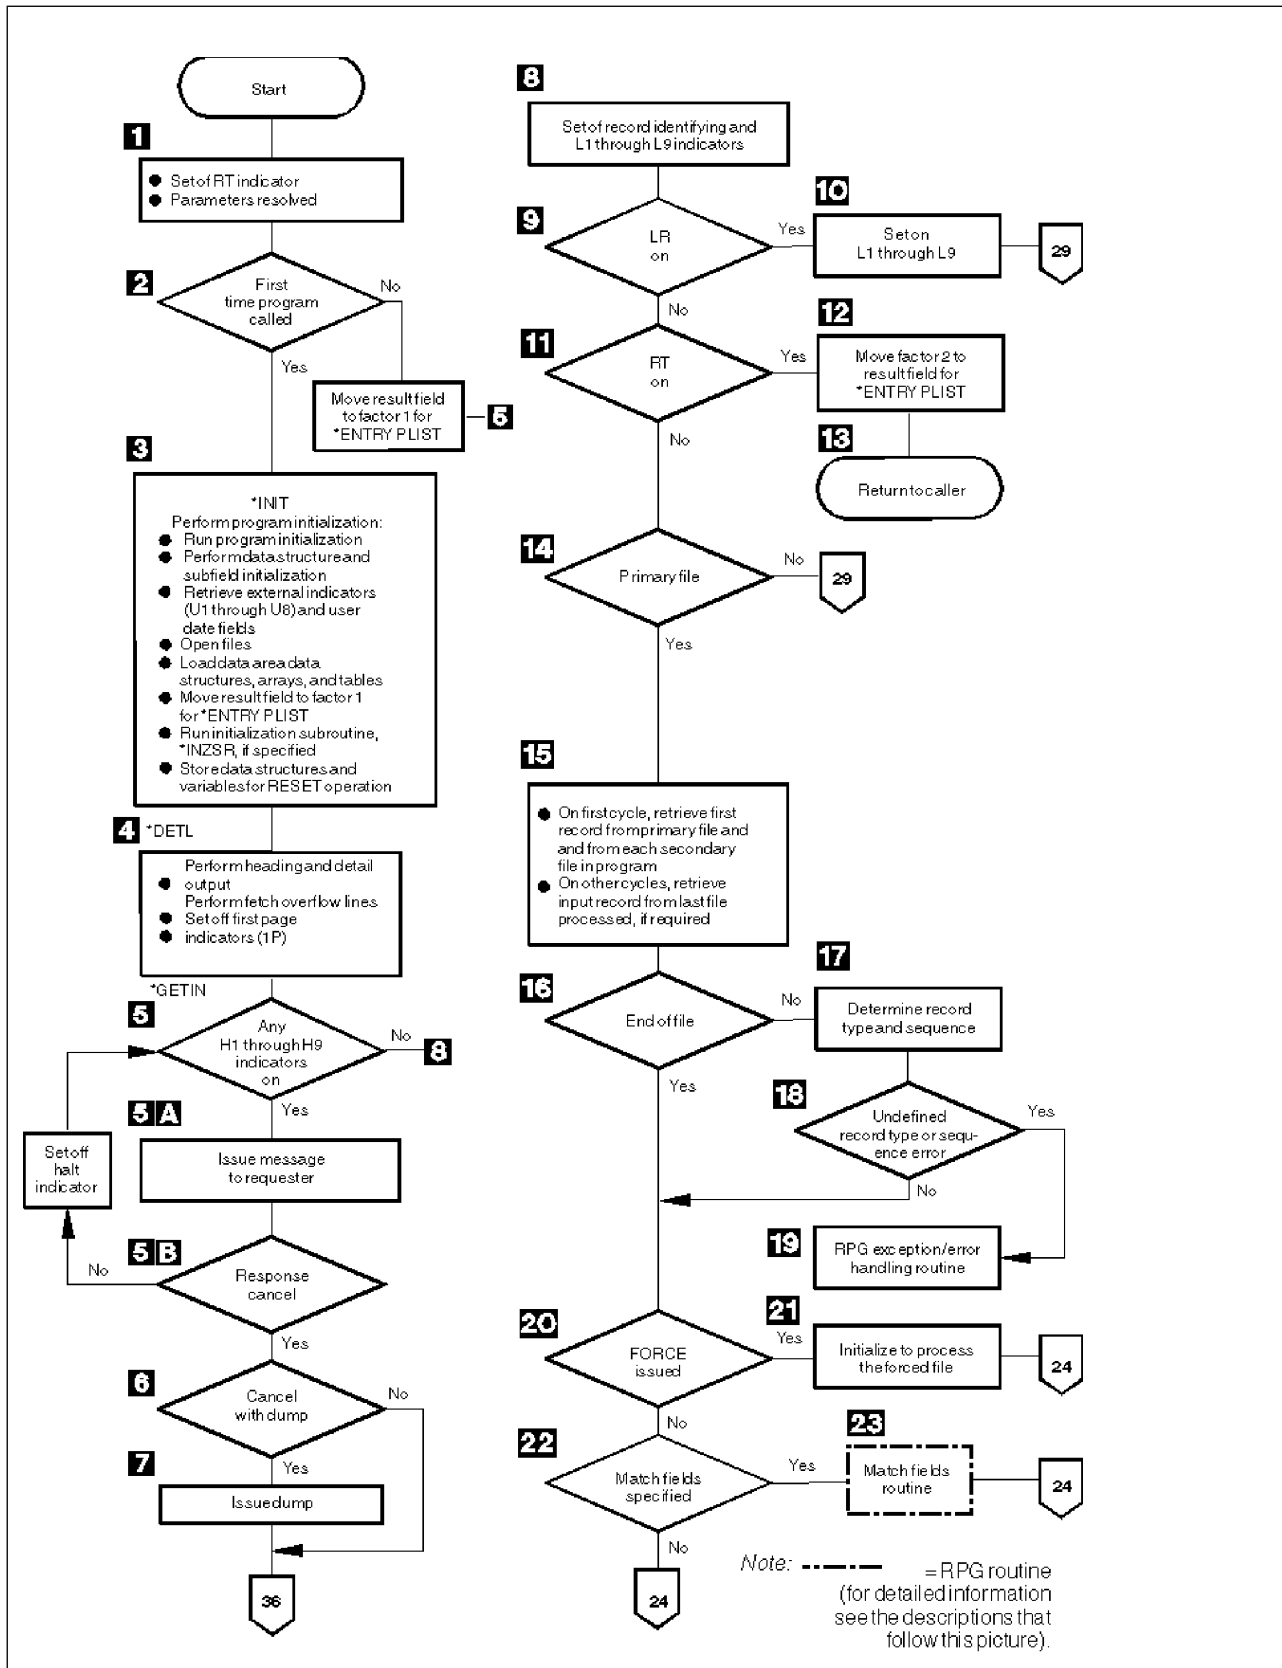 Start
1
Set of RT indicator
Parameters resolved
2
First
time program
called
No
Yes
Move result field
to factor 1 for
*ENTRY PLIST
5
3
*INIT
Perform program initialization:
Run program initialization
Perform data structure and
subfield initialization
Retrieve external indicators
(U1 through U8) and user
date fields
Open files
Load data area data
structures, arrays, and tables
Move result field to factor 1
for *ENTRY PLIST
Run initialization subroutine,
*INZSR, if specified
Store data structures and
variables for RESET operation
4 *DETL
Perform heading and detail
output
Perform fetch overflow lines
Set off first page
indicators (1P)
*GETIN
5
Any
H1 through H9
indicators
on
No
8
Yes
5 A
Issue message
to requester
Set off
halt
indicator
5 B
No
Response
cancel
Yes
6
Cancel
with dump
No
Yes
7
Issue dump
36
8
Set of record identifying and
L1 through L9 indicators
9
LR
on
Yes
10
Set on
L1 through L9
29
No
11
RT
on
Yes
12
Move factor 2 to
result field for
*ENTRY PLIST
13
Return to caller
No
14
Primary file
No
29
Yes
15
On first cycle, retrieve first
record from primary file and
and from each secondary
file in program
On other cycles, retrieve
input record from last file
processed, if required
16
End of file
No
17
Determine record
type and sequence
Yes
18
Undefined
record type or sequ-
ence error
Yes
No
19
RPG exception/error
handling routine
20
FORCE
issued
Yes
21
Initialize to process
the forced file
24
No
22
Match fields
specified
Yes
23
Match fields
routine
24
No
24
Note:
= RPG routine
(for detailed information
see the descriptions that
follow this picture).